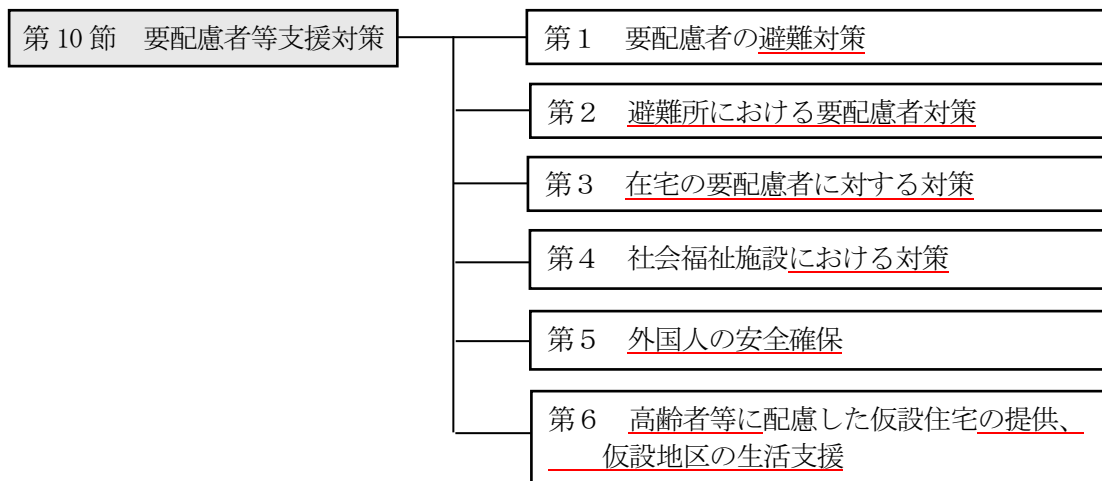 第10節 要配慮者等支援対策
第1 要配慮者の避難対策
第2 避難所における要配慮者対策
第3 在宅の要配慮者に対する対策
第4 社会福祉施設における対策
第5 外国人の安全確保
第6 高齢者等に配慮した仮設住宅の提供、
仮設地区の生活支援